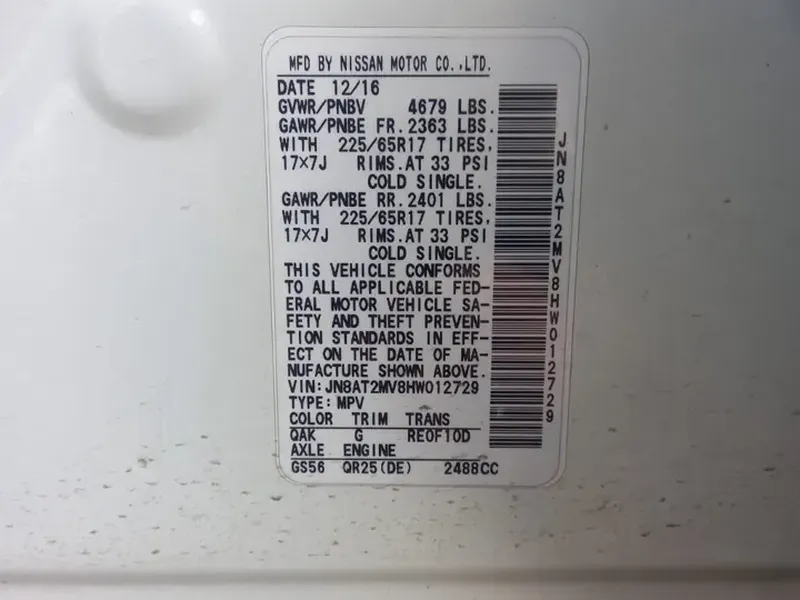 MFD BY NISSAN MOTOR CO.,LTD.
DATE 12/16
GVWR/PNBV 4679 LBS.
GAWR/PNBE FR. 2363 LBS.
WITH 225/65R17 TIRES,
17×7J RIMS.AT 33 PSI
COLD SINGLE.
GAWR/PNBE RR. 2401 LBS.
WITH 225/65R17 TIRES,
17×7J RIMS.AT 33 PSI
COLD SINGLE.
THIS VEHICLE CONFORMS
TO ALL APPLICABLE FED-
ERAL MOTOR VEHICLE SA-
FETY AND THEFT PREVEN-
TION STANDARDS IN EFF-
ECT ON THE DATE OF MA-
NUFACTURE SHOWN ABOVE.
VIN:JN8AT2MV8HW012729
TYPE:MPV
COLOR TRIM TRANS
QAK G RE0F10D
AXLE ENGINE
GS56 QR25(DE) 2488CC
JN8AT2MV8HW012729